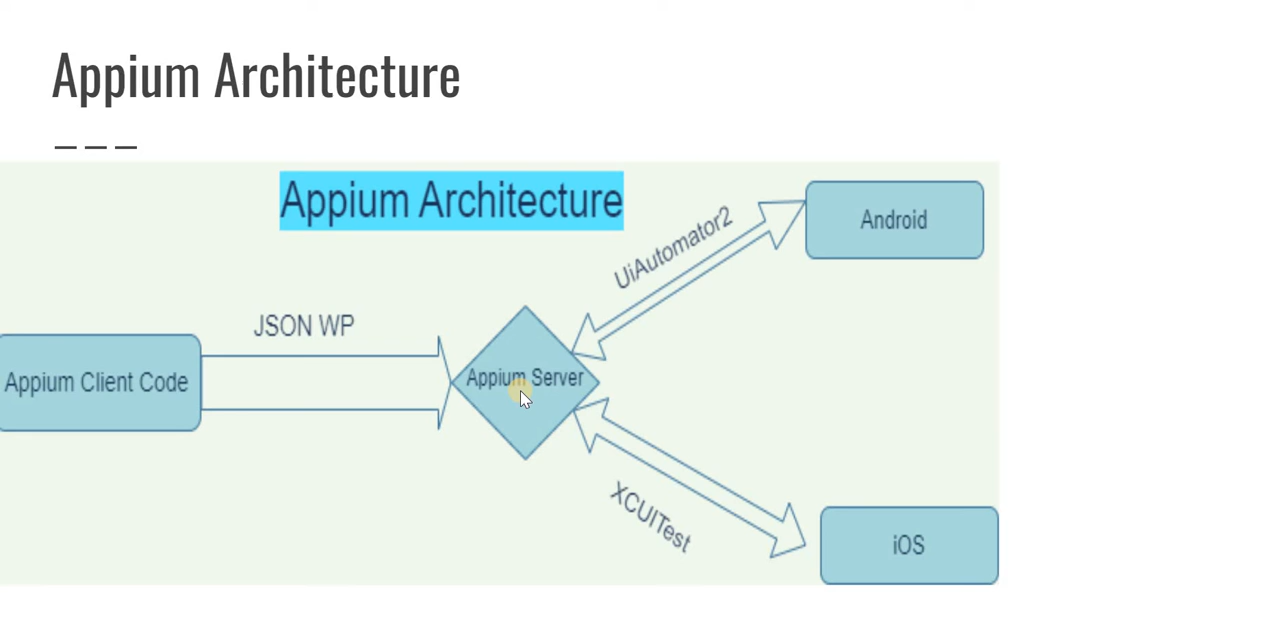 Appium Architecture
Appium Architecture
UiAutomator2
Android
JSON WP
Appium Client Code
Appium Server
XCUITest
iOS